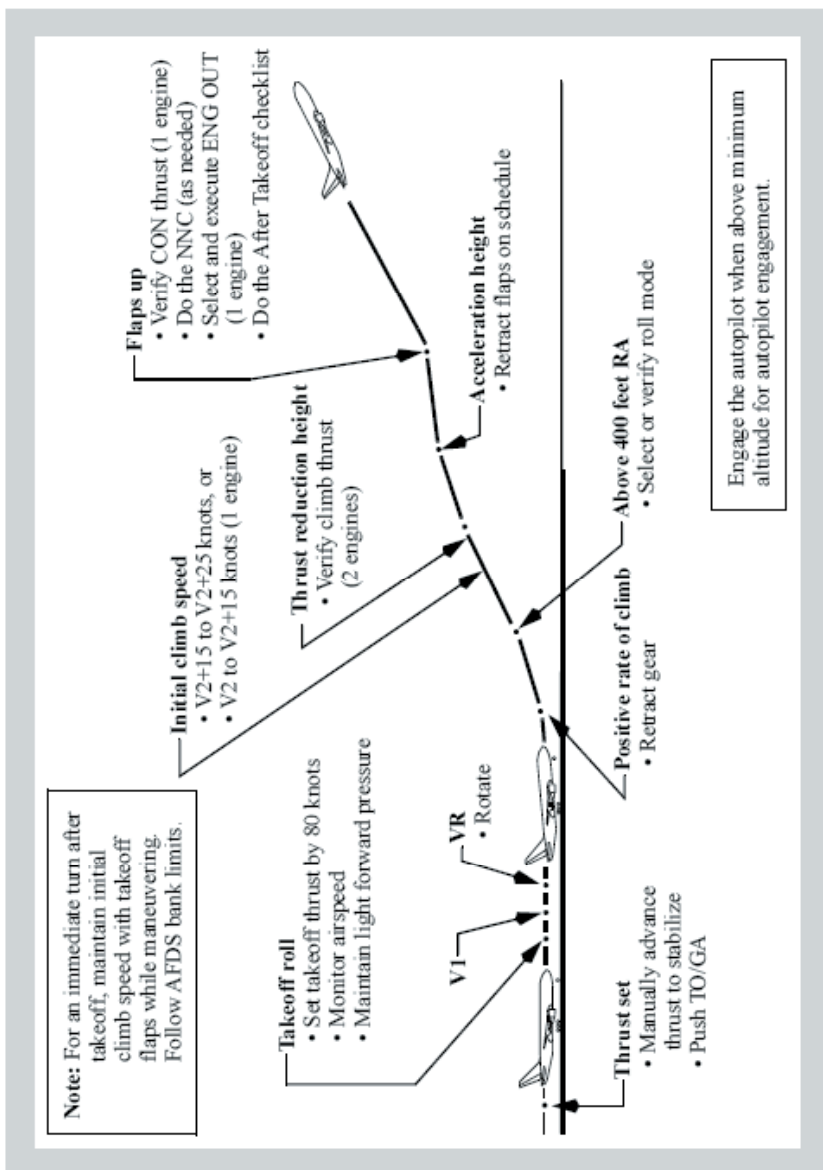 Note: For an immediate turn after
takeoff, maintain initial
climb speed with takeoff
flaps while maneuvering.
Follow AFDS bank limits.
Initial climb speed
• V2+15 to V2+25 knots, or
• V2 to V2+15 knots (1 engine)
Flaps up
• Verify CON thrust (1 engine)
• Do the NNC (as needed)
• Select and execute ENG OUT
(1 engine)
• Do the After Takeoff checklist
Takeoff roll
• Set takeoff thrust by 80 knots
• Monitor airspeed
• Maintain light forward pressure
Thrust reduction height
• Verify climb thrust
(2 engines)
V1
VR
• Rotate
Acceleration height
• Retract flaps on schedule
Thrust set
• Manually advance
thrust to stabilize
• Push TO/GA
Positive rate of climb
• Retract gear
Above 400 feet RA
• Select or verify roll mode
Engage the autopilot when above minimum
altitude for autopilot engagement.